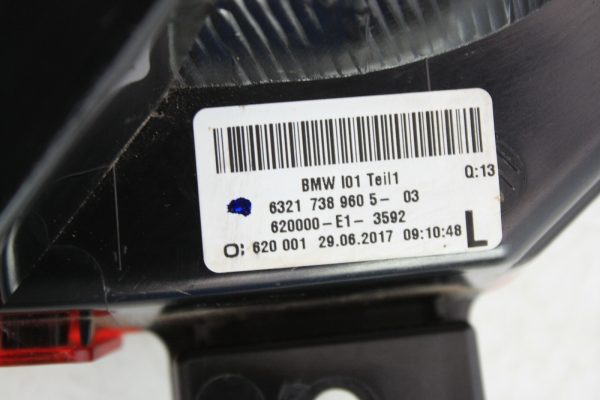 BMW I01 Teil1 Q:13
6321 738 960 5- 03
620000-E1- 3592
O; 620 001 29.06.2017 09:10:48 L